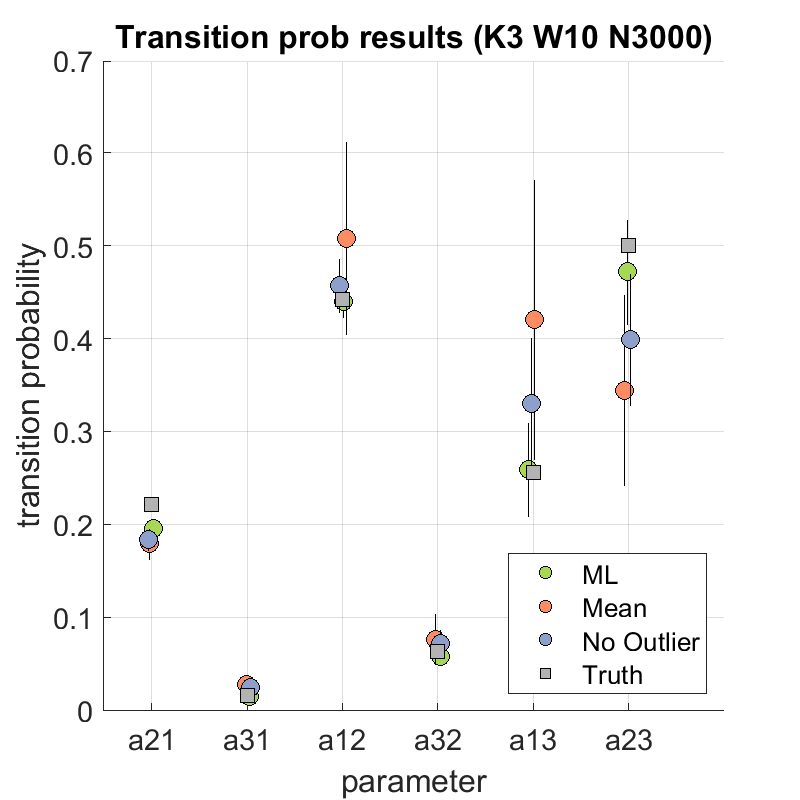 Transition prob results (K3 W10 N3000)
transition probability
0.7
0.6
0.5
0.4
0.3
0.2
0.1
0
a21 a31 a12 a32 a13 a23
parameter
ML
Mean
No Outlier
Truth